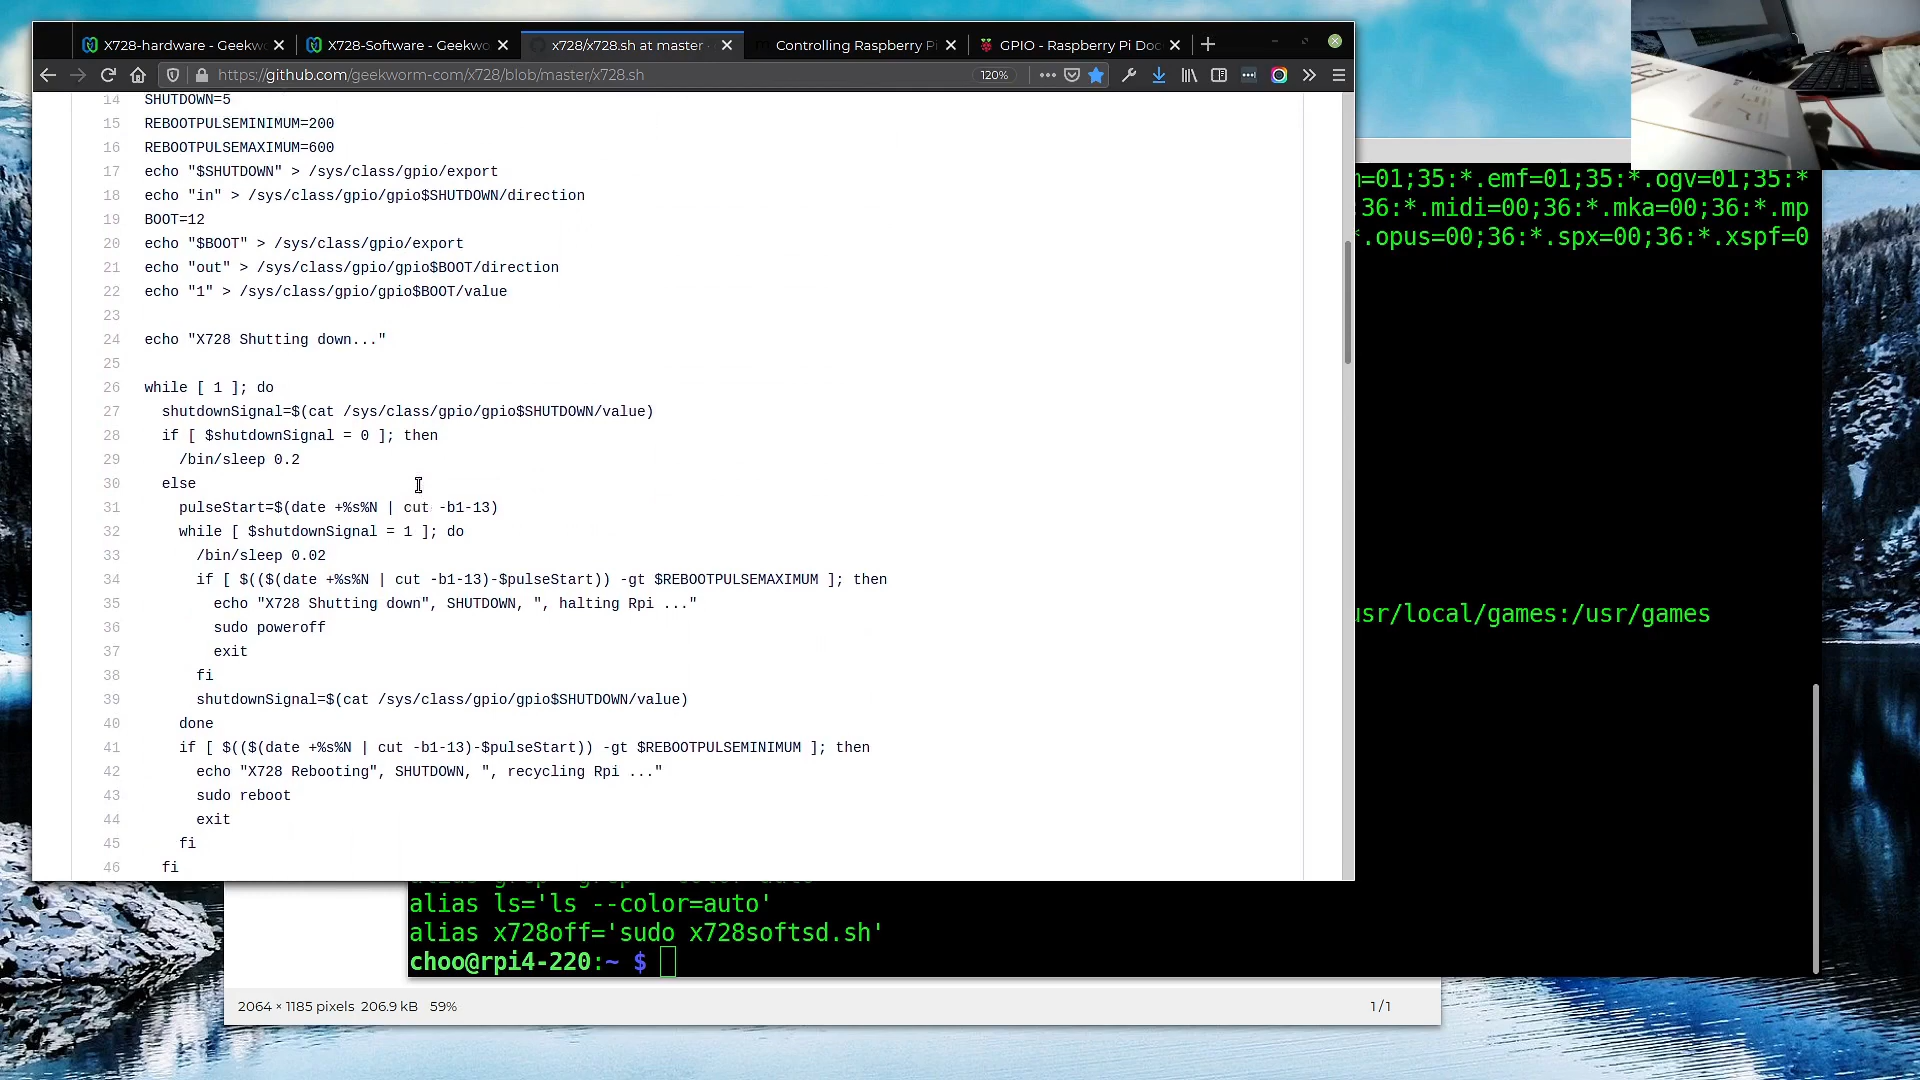 X728-hardware - Geekwo
X728-Software - Geekwo
x728/x728.sh at master ·
Controlling Raspberry Pi
GPIO - Raspberry Pi Doc
https://github.com/geekworm-com/x728/blob/master/x728.sh
120%
14 SHUTDOWN=5
15 REBOOTPULSEMINIMUM=200
16 REBOOTPULSEMAXIMUM=600
17 echo "$SHUTDOWN" > /sys/class/gpio/export
18 echo "in" > /sys/class/gpio/gpio$SHUTDOWN/direction
19 BOOT=12
20 echo "$BOOT" > /sys/class/gpio/export
21 echo "out" > /sys/class/gpio/gpio$BOOT/direction
22 echo "1" > /sys/class/gpio/gpio$BOOT/value
23
24 echo "X728 Shutting down..."
25
26 while [ 1 ]; do
27 shutdownSignal=$(cat /sys/class/gpio/gpio$SHUTDOWN/value)
28 if [ $shutdownSignal = 0 ]; then
29 /bin/sleep 0.2
30 else
31 pulseStart=$(date +%s%N | cut -b1-13)
32 while [ $shutdownSignal = 1 ]; do
33 /bin/sleep 0.02
34 if [ $(($(date +%s%N | cut -b1-13)-$pulseStart)) -gt $REBOOTPULSEMAXIMUM ]; then
35 echo "X728 Shutting down", SHUTDOWN, ", halting Rpi ..."
36 sudo poweroff
37 exit
38 fi
39 shutdownSignal=$(cat /sys/class/gpio/gpio$SHUTDOWN/value)
40 done
41 if [ $(($(date +%s%N | cut -b1-13)-$pulseStart)) -gt $REBOOTPULSEMINIMUM ]; then
42 echo "X728 Rebooting", SHUTDOWN, ", recycling Rpi ..."
43 sudo reboot
44 exit
45 fi
46 fi
=01;35:*.emf=01;35:*.ogv=01;35:*
36:*.midi=00;36:*.mka=00;36:*.mp
*.opus=00;36:*.spx=00;36:*.xspf=0
usr/local/games:/usr/games
alias ls='ls --color=auto'
alias x728off='sudo x728softsd.sh'
choo@rpi4-220:~ $
2064 × 1185 pixels 206.9 kB 59%
1 / 1